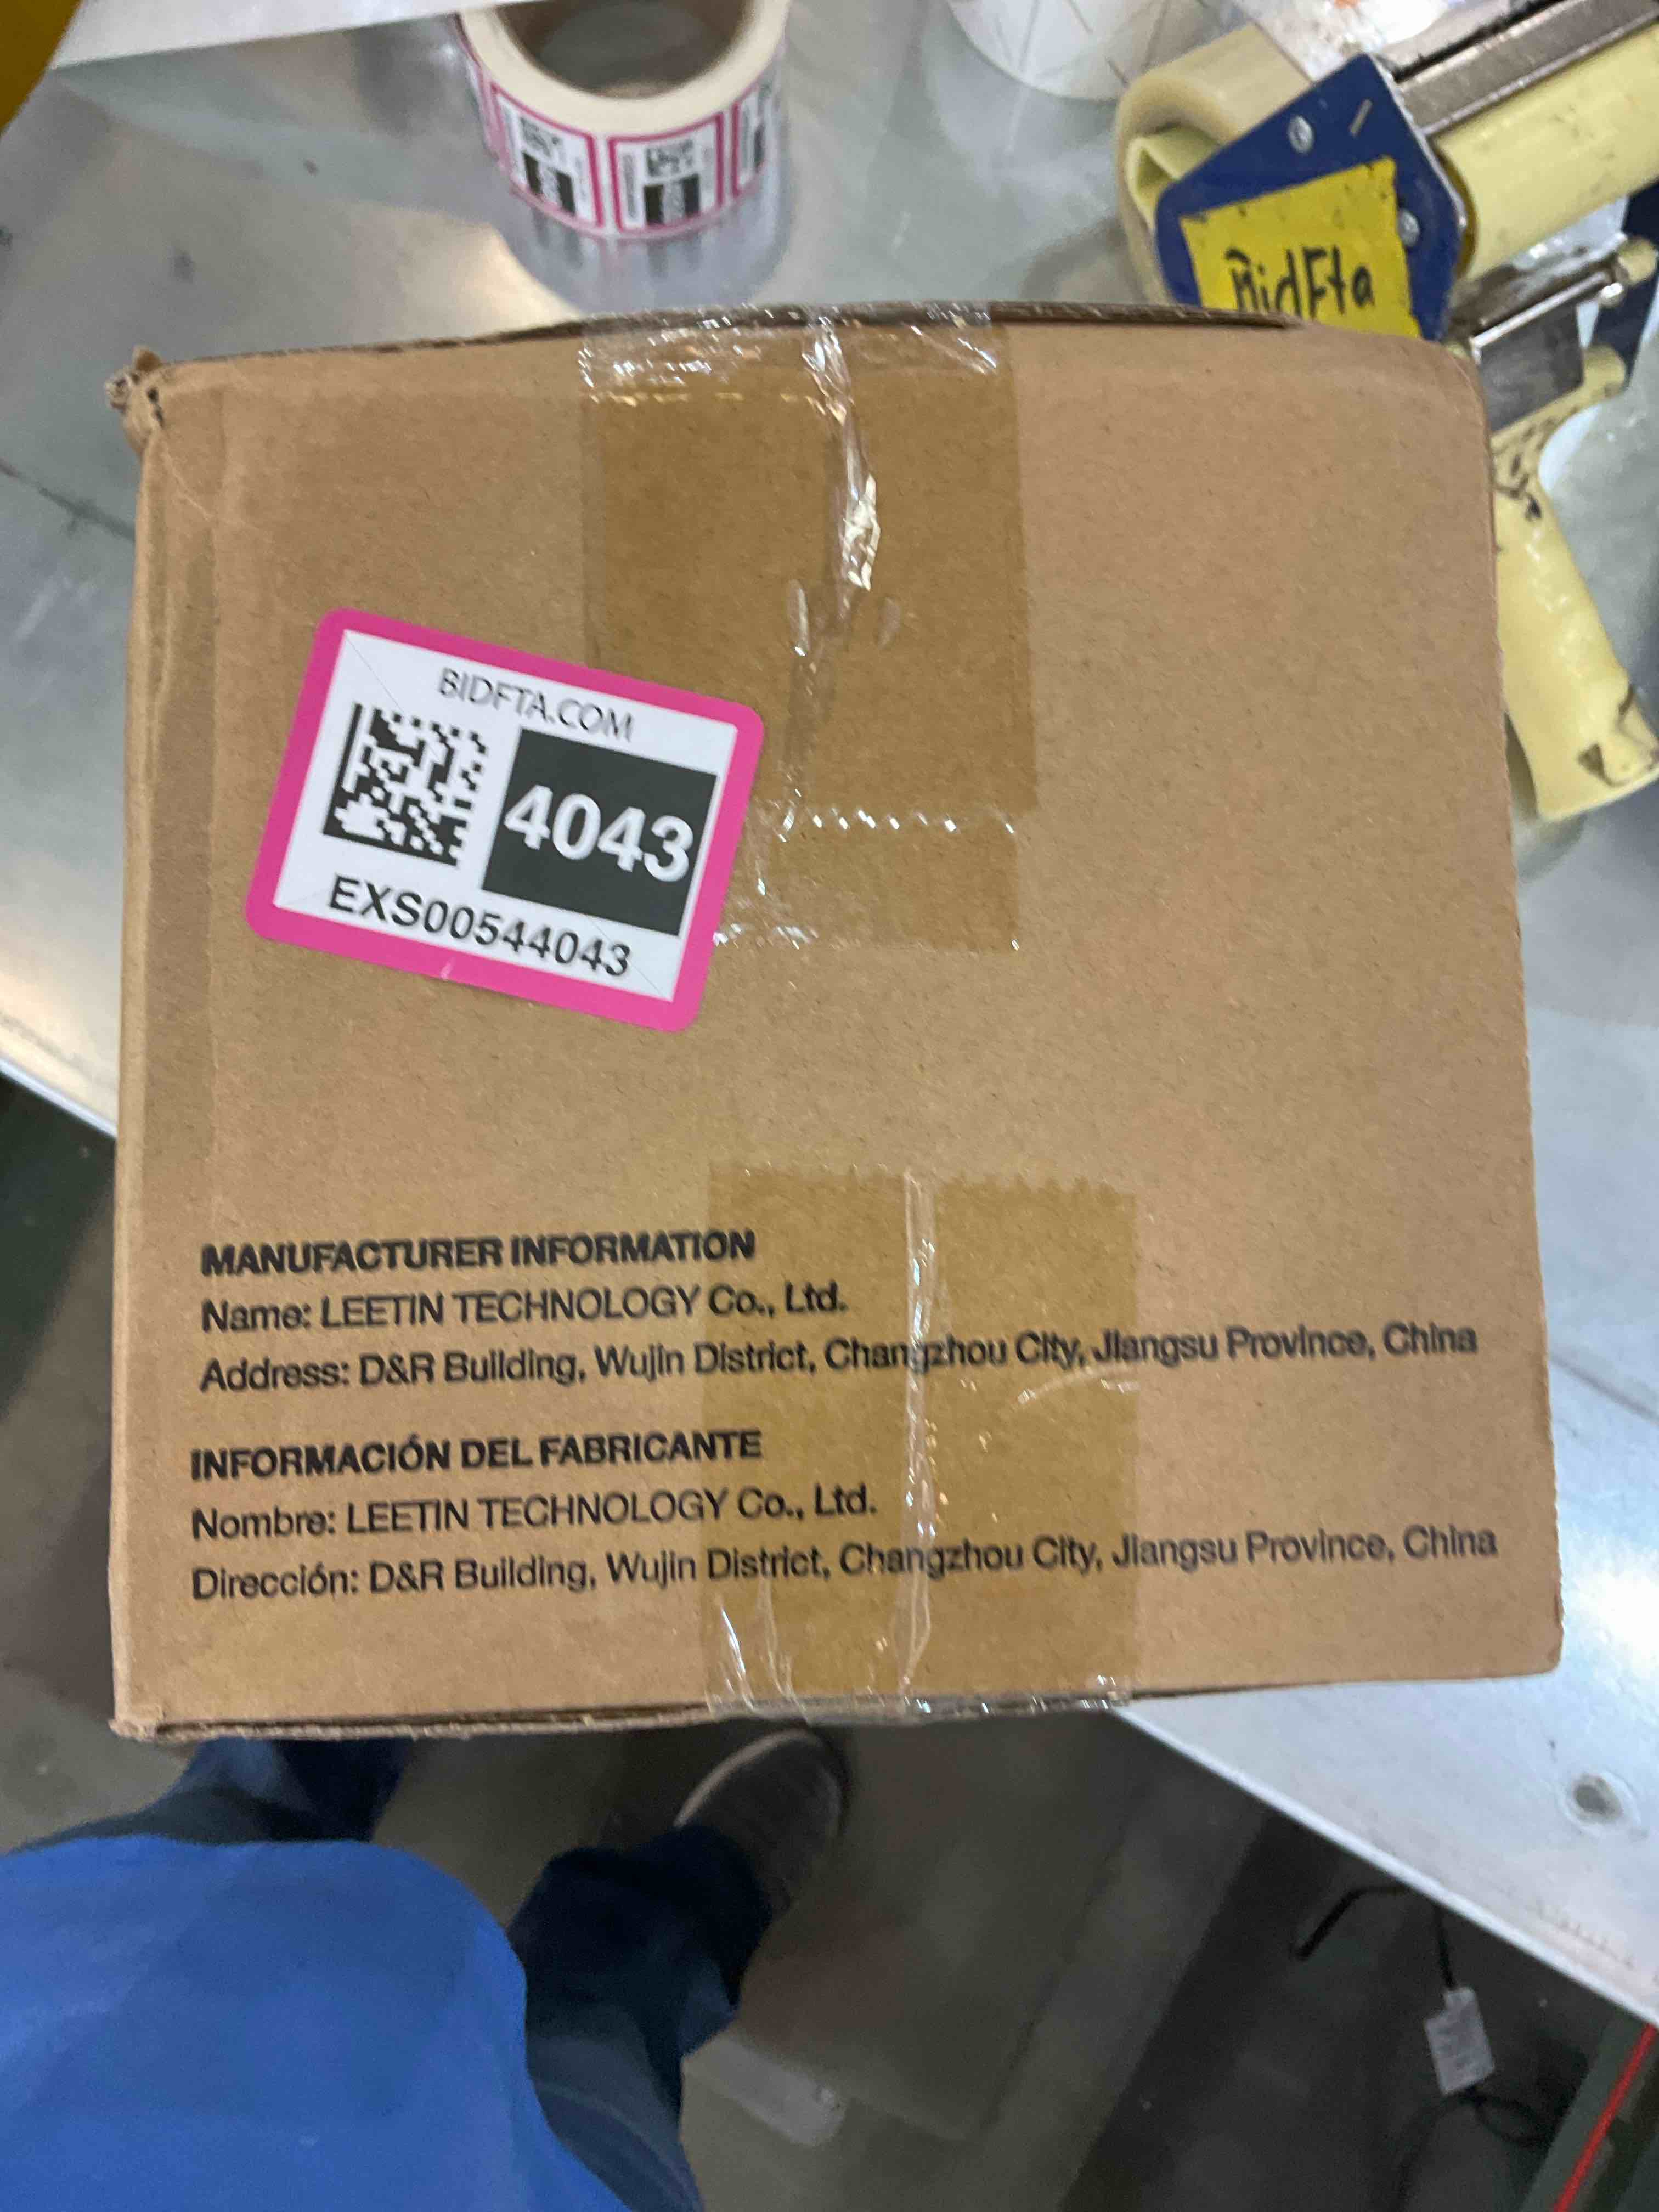 BidFta
BIDFTA.COM
4043
EXS00544043
MANUFACTURER INFORMATION
Name: LEETIN TECHNOLOGY Co., Ltd.
Address: D&R Building, Wujin District, Changzhou City, Jiangsu Province, China
INFORMACIÓN DEL FABRICANTE
Nombre: LEETIN TECHNOLOGY Co., Ltd.
Dirección: D&R Building, Wujin District, Changzhou City, Jiangsu Province, China